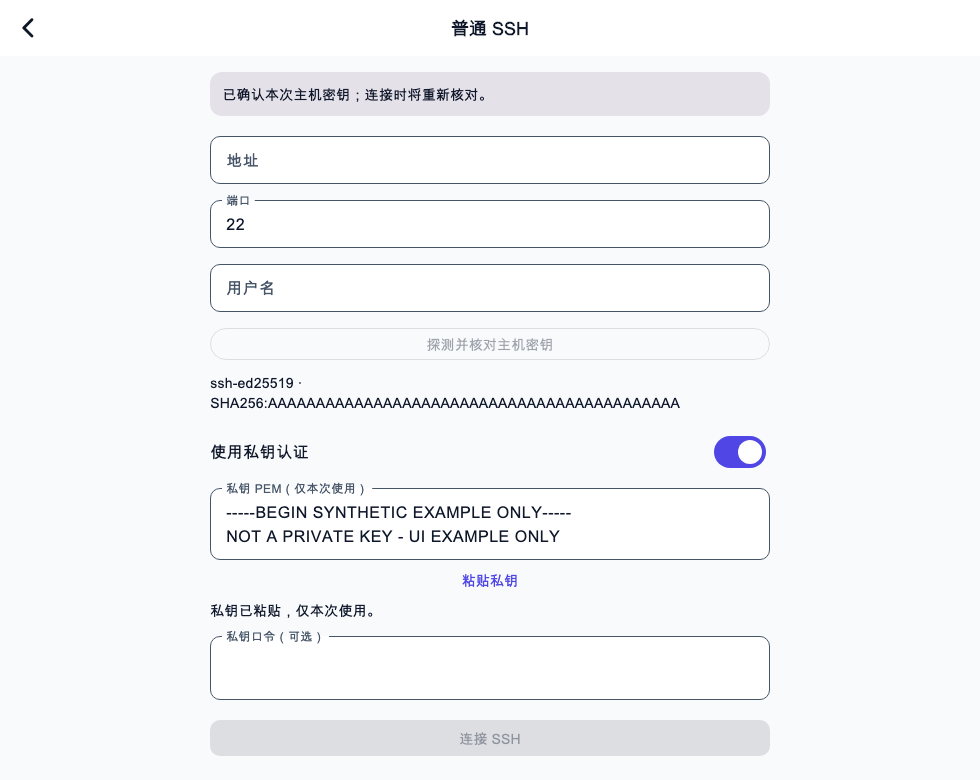 普通 SSH
已确认本次主机密钥；连接时将重新核对。
地址
端口
22
用户名
探测并核对主机密钥
ssh-ed25519 ·
SHA256:AAAAAAAAAAAAAAAAAAAAAAAAAAAAAAAAAAAAAAAAAAA
使用私钥认证
私钥 PEM（仅本次使用）
-----BEGIN SYNTHETIC EXAMPLE ONLY-----
NOT A PRIVATE KEY - UI EXAMPLE ONLY
粘贴私钥
私钥已粘贴，仅本次使用。
私钥口令（可选）
连接 SSH